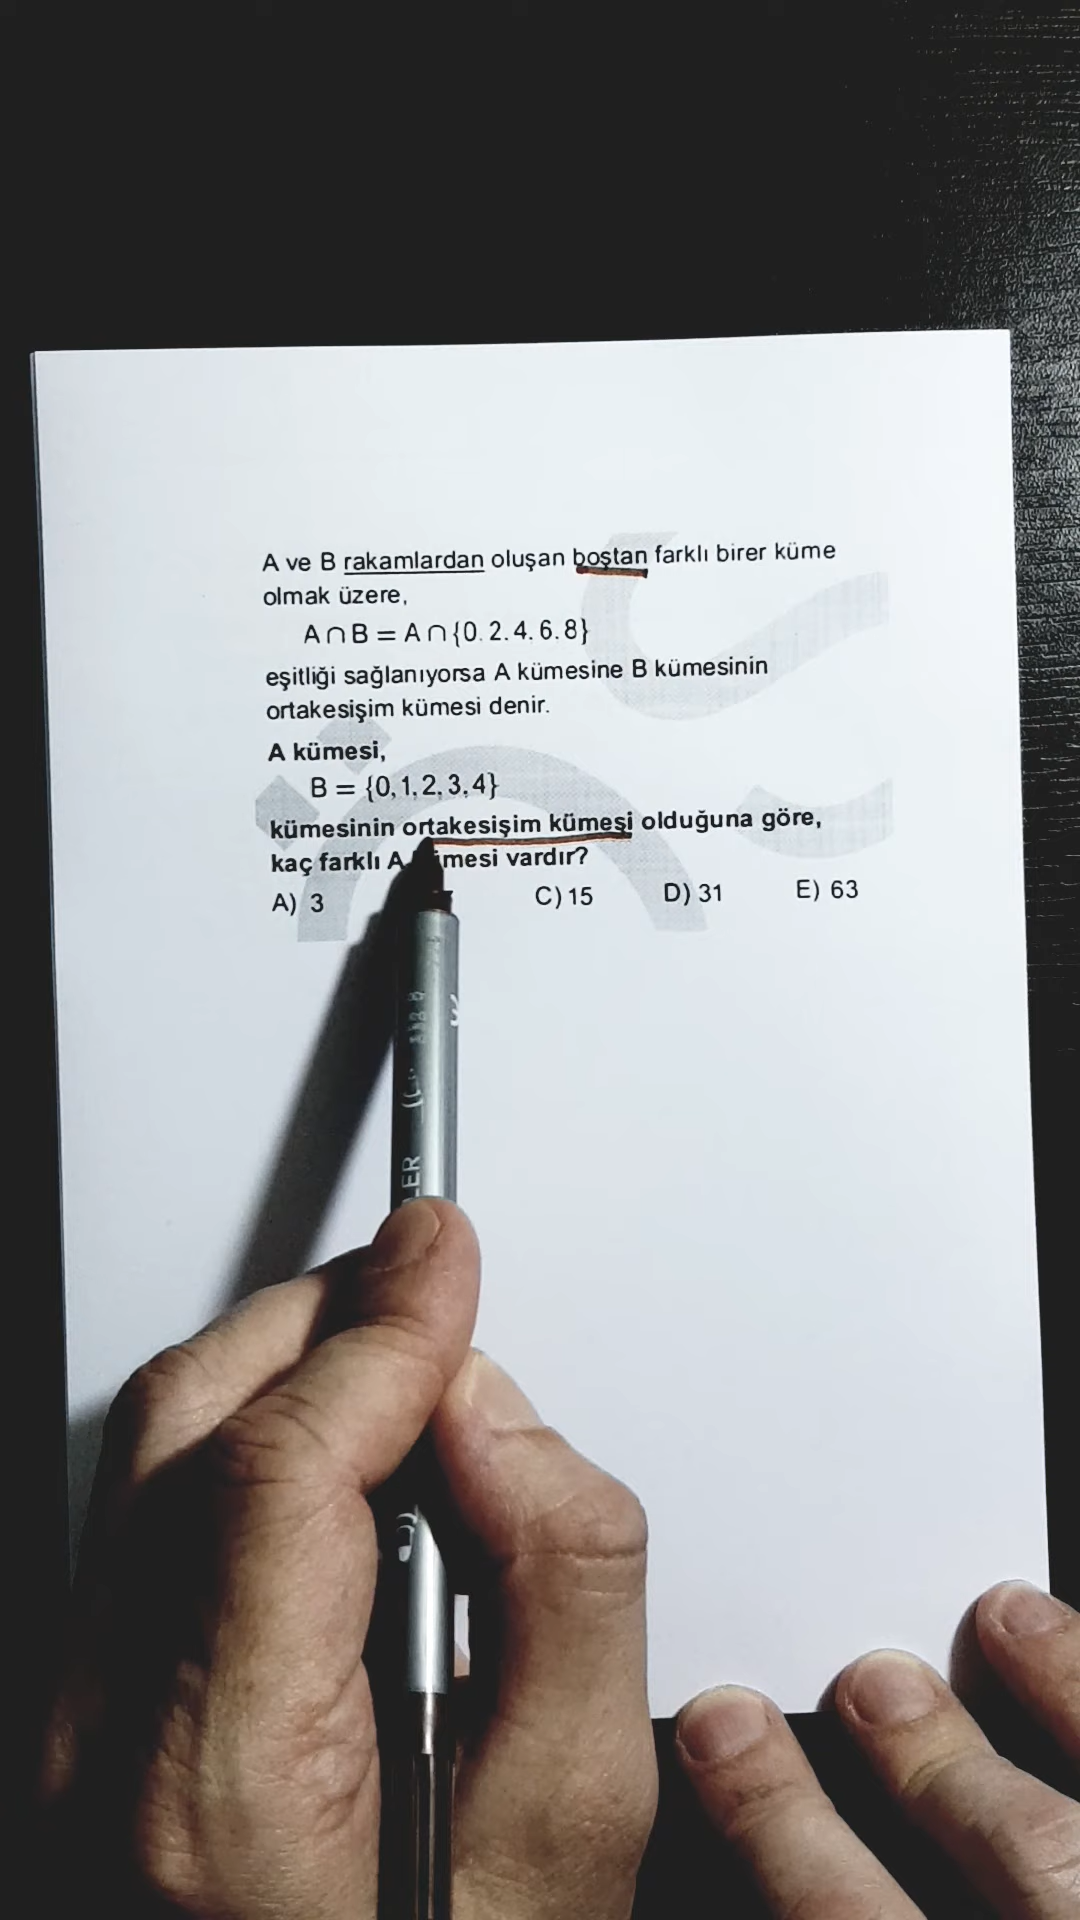 A ve B rakamlardan oluşan boştan farklı birer küme
olmak üzere,
A∩B = A∩{0. 2. 4. 6. 8}
eşitliği sağlanıyorsa A kümesine B kümesinin
ortakesişim kümesi denir.
A kümesi,
B = {0, 1, 2, 3, 4}
kümesinin ortakesişim kümesi olduğuna göre,
kaç farklı A mesi vardır?
A) 3 C) 15 D) 31 E) 63
LER